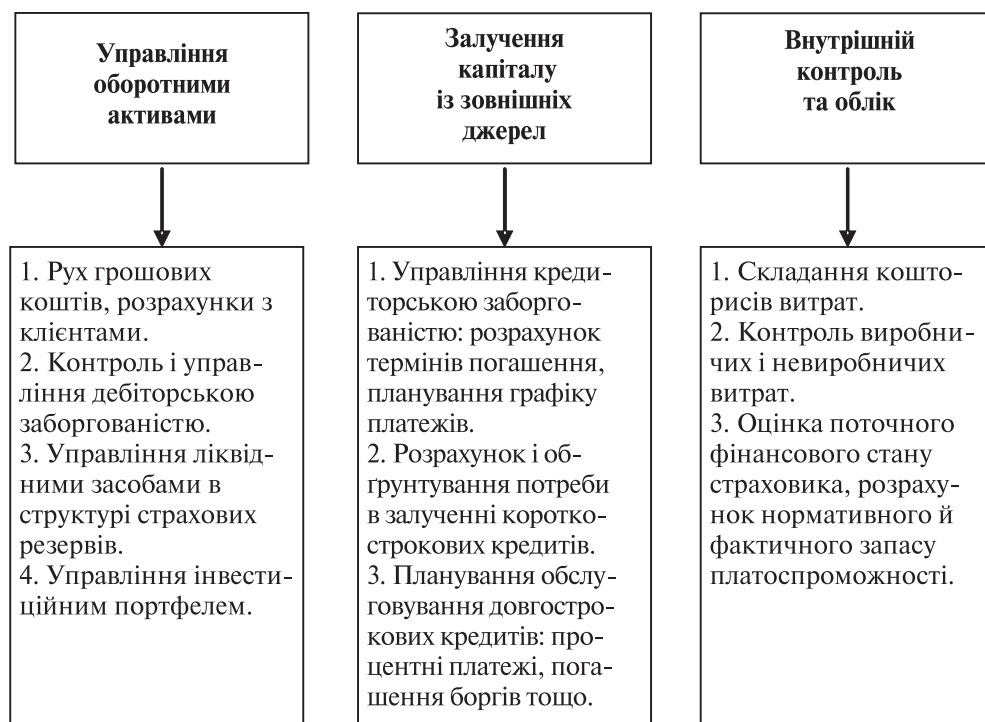 Управління
оборотними
активами
Залучення
капіталу
із зовнішніх
джерел
Внутрішній
контроль
та облік
1. Рух грошових
коштів, розрахунки з
клієнтами.
2. Контроль і управ-
ління дебіторською
заборгованістю.
3. Управління ліквід-
ними засобами в
структурі страхових
резервів.
4. Управління інвести-
ційним портфелем.
1. Управління креди-
торською заборго-
ваністю: розрахунок
термінів погашення,
планування графіку
платежів.
2. Розрахунок і об-
ґрунтування потреби
в залученні коротко-
строкових кредитів.
3. Планування обслу-
говування довгостро-
кових кредитів: про-
центні платежі, пога-
шення боргів тощо.
1. Складання кошто-
рисів витрат.
2. Контроль виробни-
чих і невиробничих
витрат.
3. Оцінка поточного
фінансового стану
страховика, розраху-
нок нормативного й
фактичного запасу
платоспроможності.